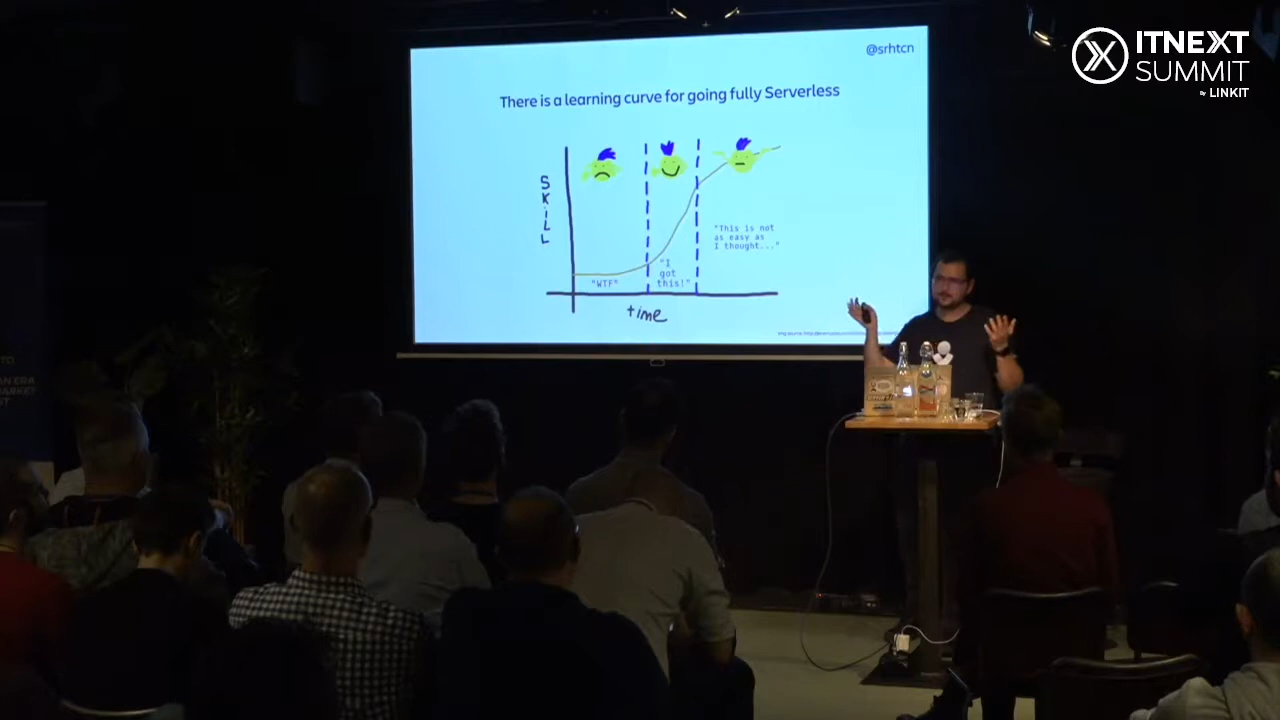 ITNEXT
SUMMIT
By LINKIT
@srhtcn
There is a learning curve for going fully Serverless
SKiLL
"WTF"
"I
got
this!"
"This is not
as easy as
I thought..."
time